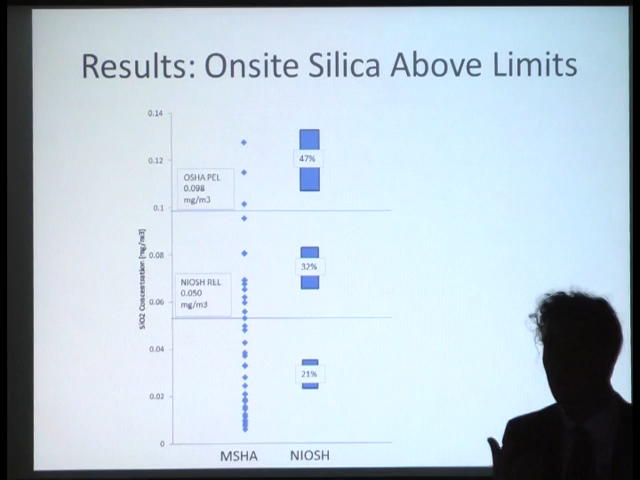 Results: Onsite Silica Above Limits
0.14
0.12
0.1
0.08
0.06
0.04
0.02
0
SiO2 Concentration (mg/m3)
OSHA PEL
0.098
mg/m3
NIOSH RLL
0.050
mg/m3
47%
32%
21%
MSHA
NIOSH